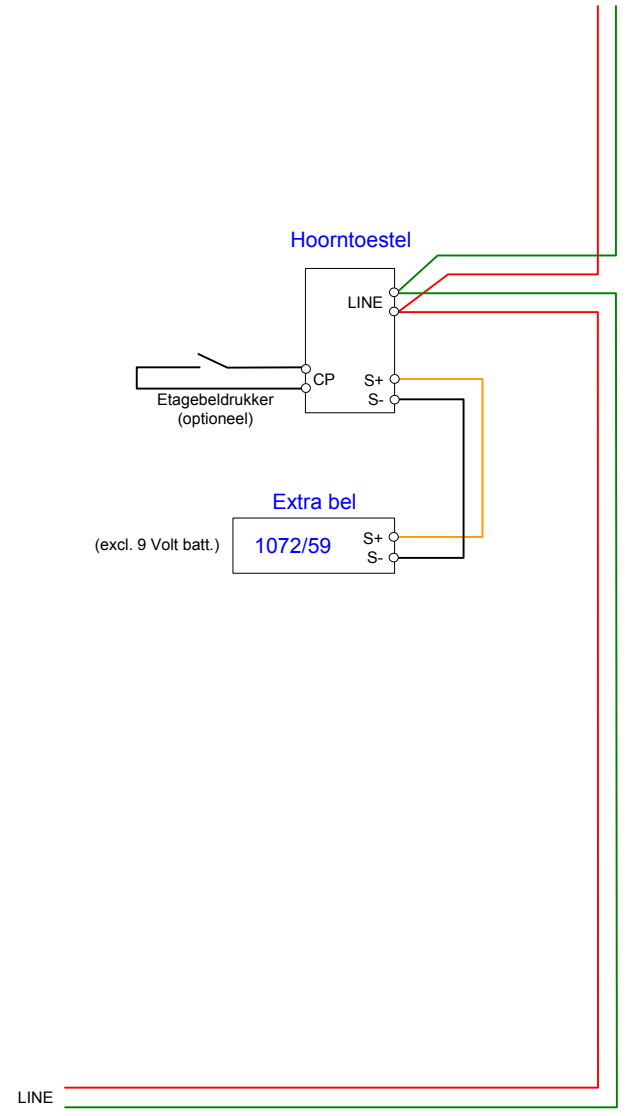 Hoorntoestel
LINE
CP
S+
S-
Etagebeldrukker
(optioneel)
Extra bel
(excl. 9 Volt batt.)
1072/59
S+
S-
LINE